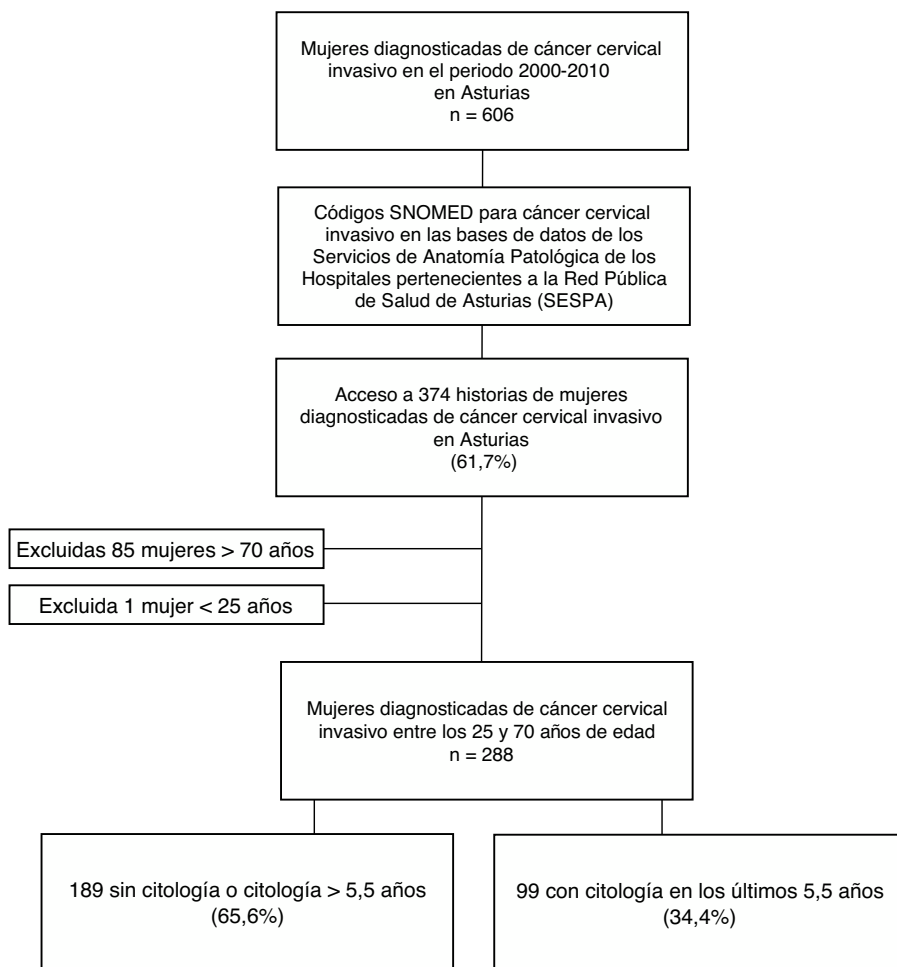 Mujeres diagnosticadas de cáncer cervical
invasivo en el periodo 2000-2010
en Asturias
n = 606
Códigos SNOMED para cáncer cervical
invasivo en las bases de datos de los
Servicios de Anatomía Patológica de los
Hospitales pertenecientes a la Red Pública
de Salud de Asturias (SESPA)
Acceso a 374 historias de mujeres
diagnosticadas de cáncer cervical invasivo
en Asturias
(61,7%)
Excluidas 85 mujeres > 70 años
Excluida 1 mujer < 25 años
Mujeres diagnosticadas de cáncer cervical
invasivo entre los 25 y 70 años de edad
n = 288
189 sin citología o citología > 5,5 años
(65,6%)
99 con citología en los últimos 5,5 años
(34,4%)